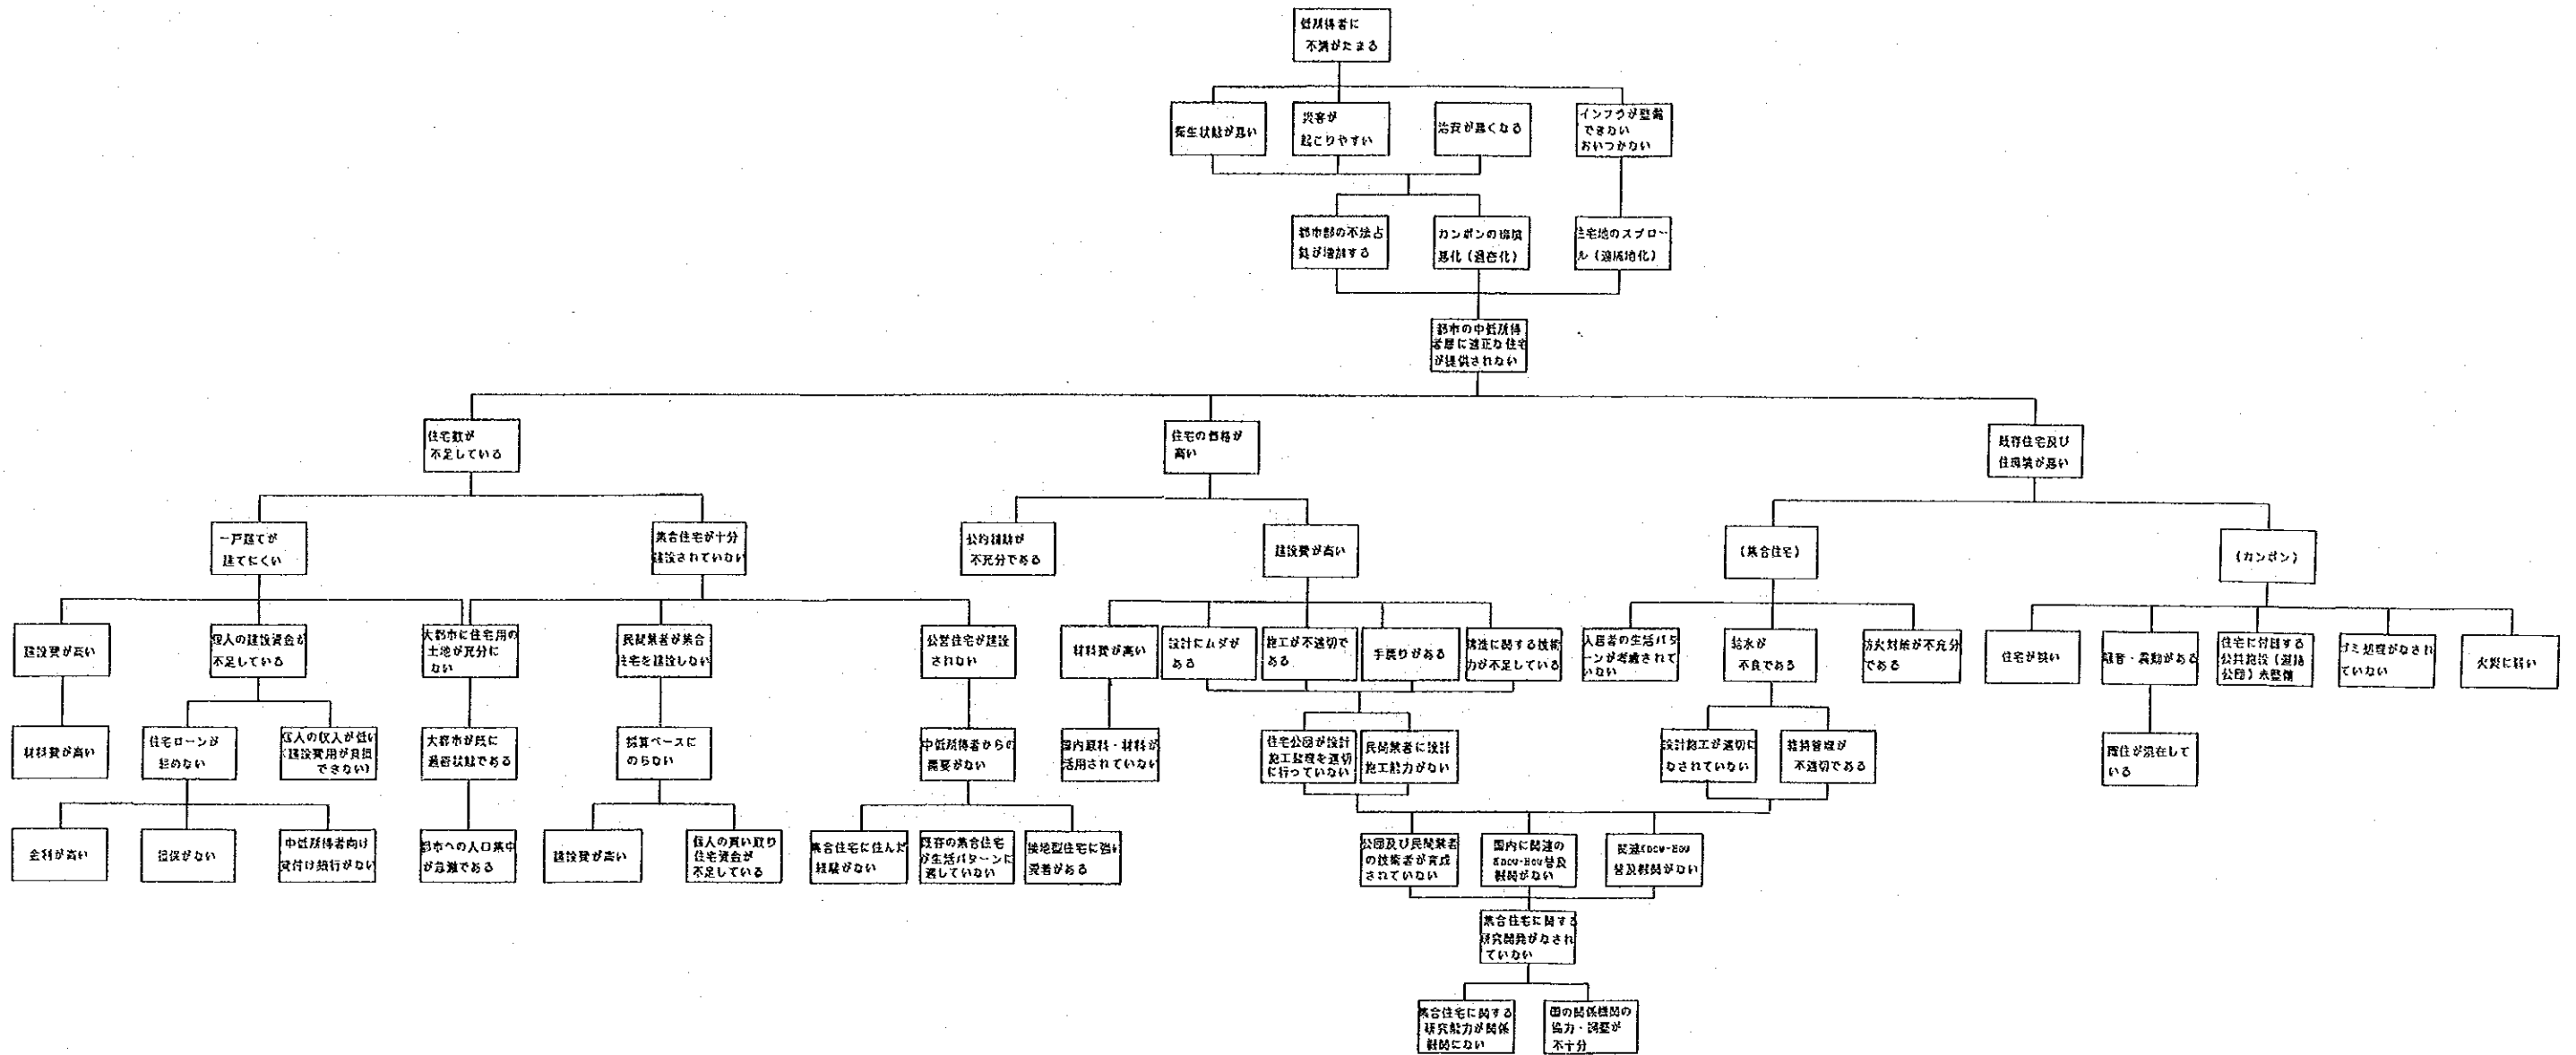 低所得者に
不満がたまる
衛生状態が悪い
災害が
起こりやすい
治安が悪くなる
インフラが整備
できない
おいつかない
都市部の不法占
拠が増加する
カンポンの環境
悪化（過密化）
住宅地のスプロー
ル（遠隔地化）
都市の中低所得
者層に適正な住宅
が提供されない
住宅数が
不足している
住宅の価格が
高い
既存住宅及び
住環境が悪い
一戸建てが
建てにくい
集合住宅が十分
建設されていない
公的補助が
不充分である
建設費が高い
（集合住宅）
（カンポン）
建設費が高い
個人の建設資金が
不足している
大都市に住宅用の
土地が充分に
ない
民間業者が集合
住宅を建設しない
公営住宅が建設
されない
材料費が高い
設計にムダが
ある
施工が不適切で
ある
手戻りがある
構造に関する技術
力が不足している
入居者の生活パタ
ーンが考慮されて
いない
給水が
不良である
防火対策が不充分
である
住宅が狭い
騒音・震動がある
住宅に付随する
公共施設（道路
公園）未整備
ゴミ処理がなされ
ていない
火災に弱い
材料費が高い
住宅ローンが
組めない
個人の収入が低い
（建設費用が負担
できない）
大都市が既に
過密状態である
採算ベースに
のらない
中低所得者からの
需要がない
国内原料・材料が
活用されていない
住宅公団が設計
施工監理を適切
に行っていない
民間業者に設計
施工能力がない
設計施工が適切に
なされていない
維持管理が
不適切である
住が混在して
いる
金利が高い
担保がない
中低所得者向け
貸付け銀行がない
都市への人口集中
が急激である
建設費が高い
個人の買い取り
住宅資金が
不足している
集合住宅に住んだ
経験がない
既存の集合住宅
が生活パターンに
適していない
接地型住宅に強い
愛着がある
公団及び民間業者
の技術者が育成
されていない
国内に関連の
Know-How普及
機関がない
関連Know-How
普及機関がない
集合住宅に関する
研究開発がなされ
ていない
集合住宅に関する
研究能力が関係
機関にない
国の関係機関の
協力・調整が
不十分